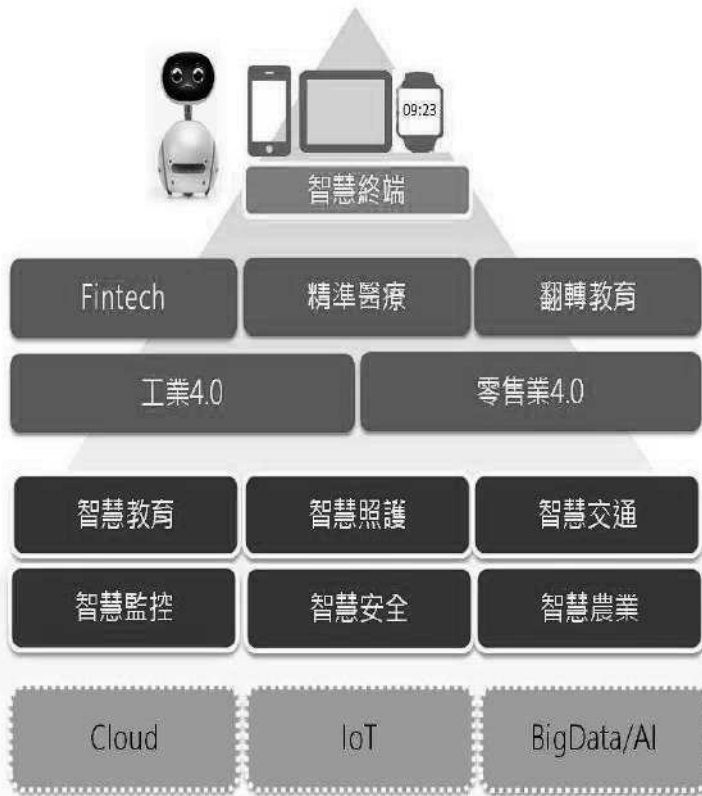 09:23
智慧終端
Fintech
精準醫療
翻轉教育
工業4.0
零售業4.0
智慧教育
智慧照護
智慧交通
智慧監控
智慧安全
智慧農業
Cloud
IoT
BigData/AI